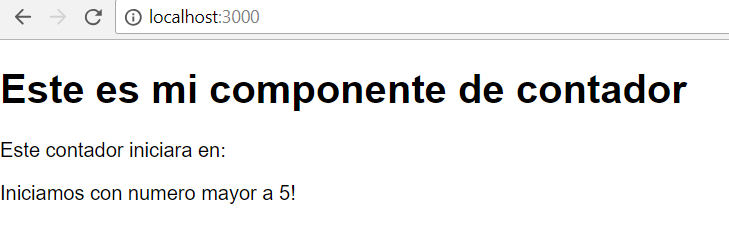 localhost:3000
Este es mi componente de contador
Este contador iniciara en:
Iniciamos con numero mayor a 5!